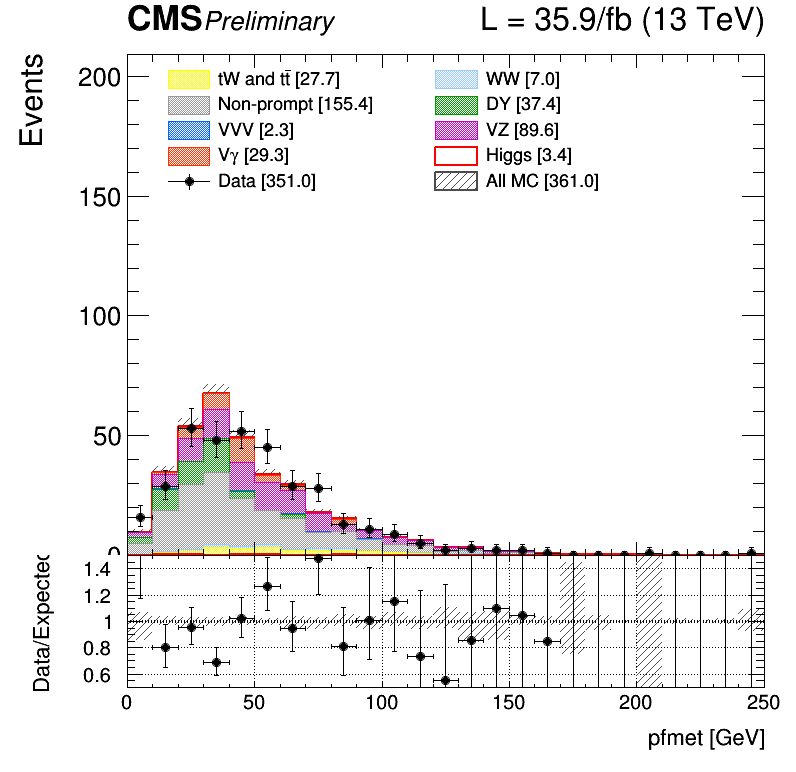 CMS Preliminary L = 35.9/fb (13 TeV)
Events
200
150
100
50
0
tW and tt̄ [27.7] WW [7.0]
Non-prompt [155.4] DY [37.4]
VVV [2.3] VZ [89.6]
Vγ [29.3] Higgs [3.4]
Data [351.0] All MC [361.0]
Data/Expected
1.4
1.2
1
0.8
0.6
0 50 100 150 200 250
pfmet [GeV]